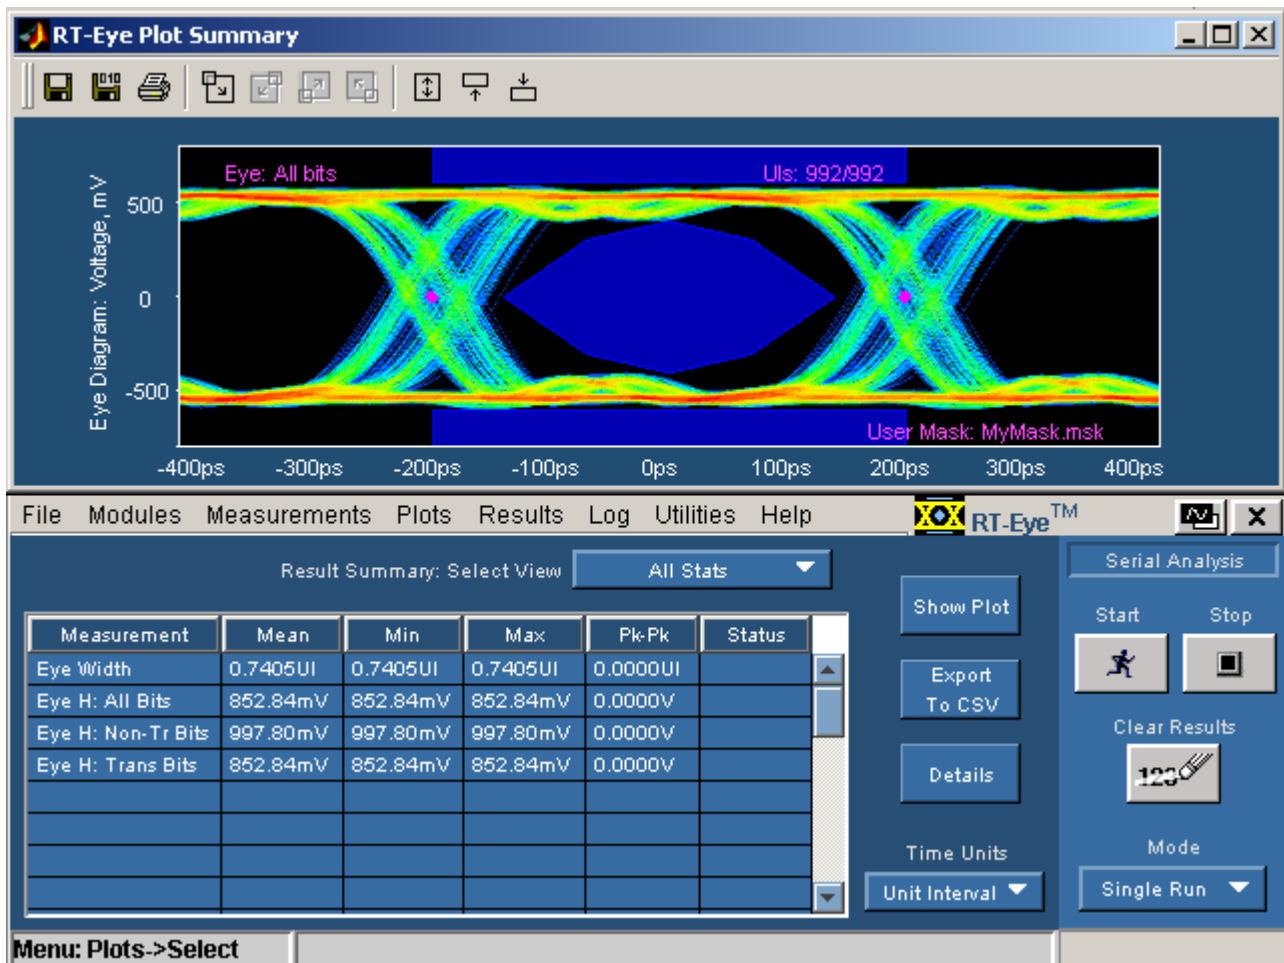 RT-Eye Plot Summary
Eye: All bits
UIs: 992/992
Eye Diagram: Voltage, mV
500
0
-500
User Mask: MyMask.msk
-400ps -300ps -200ps -100ps 0ps 100ps 200ps 300ps 400ps
File Modules Measurements Plots Results Log Utilities Help
RT-Eye™
Result Summary: Select View All Stats
Serial Analysis
Show Plot
Start Stop
Measurement Mean Min Max Pk-Pk Status
Eye Width 0.7405UI 0.7405UI 0.7405UI 0.0000UI
Eye H: All Bits 852.84mV 852.84mV 852.84mV 0.0000V
Eye H: Non-Tr Bits 997.80mV 997.80mV 997.80mV 0.0000V
Eye H: Trans Bits 852.84mV 852.84mV 852.84mV 0.0000V
Export
To CSV
Clear Results
123
Details
Time Units
Unit Interval
Mode
Single Run
Menu: Plots->Select